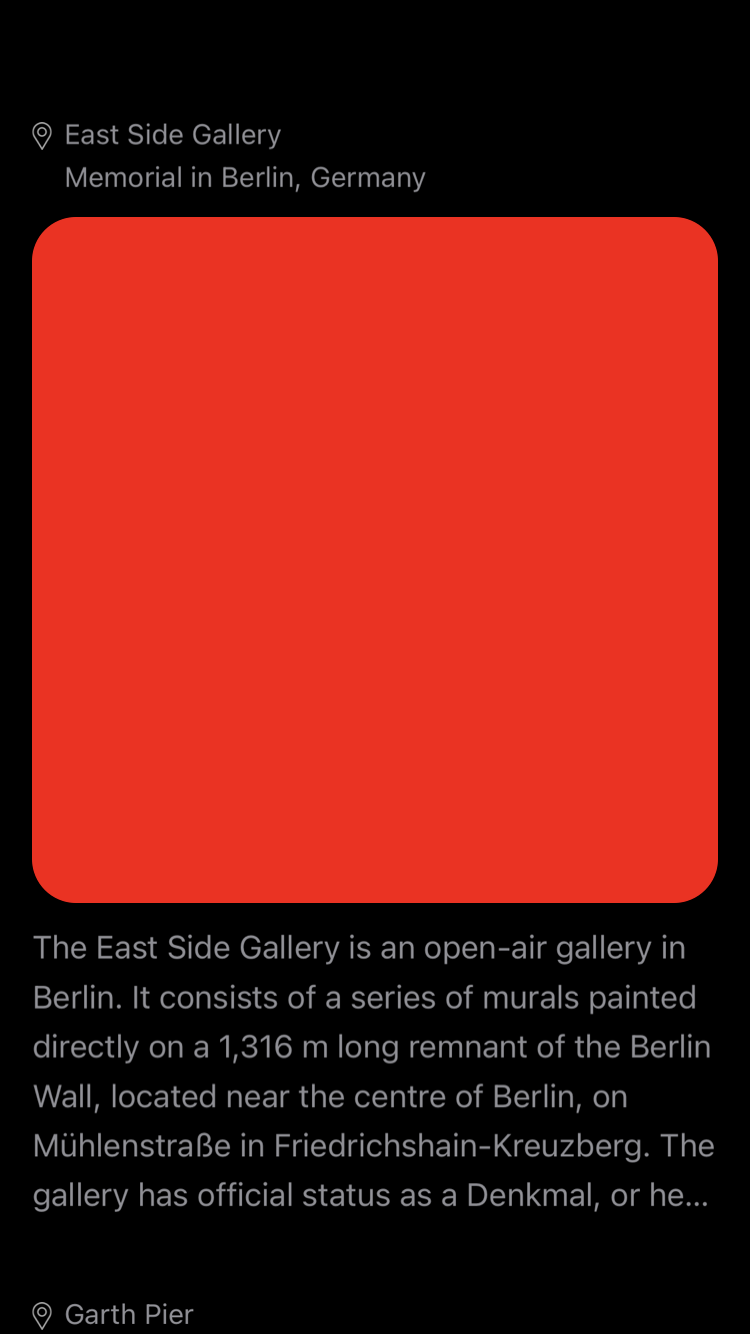 East Side Gallery
Memorial in Berlin, Germany
The East Side Gallery is an open-air gallery in
Berlin. It consists of a series of murals painted
directly on a 1,316 m long remnant of the Berlin
Wall, located near the centre of Berlin, on
Mühlenstraße in Friedrichshain-Kreuzberg. The
gallery has official status as a Denkmal, or he...
Garth Pier